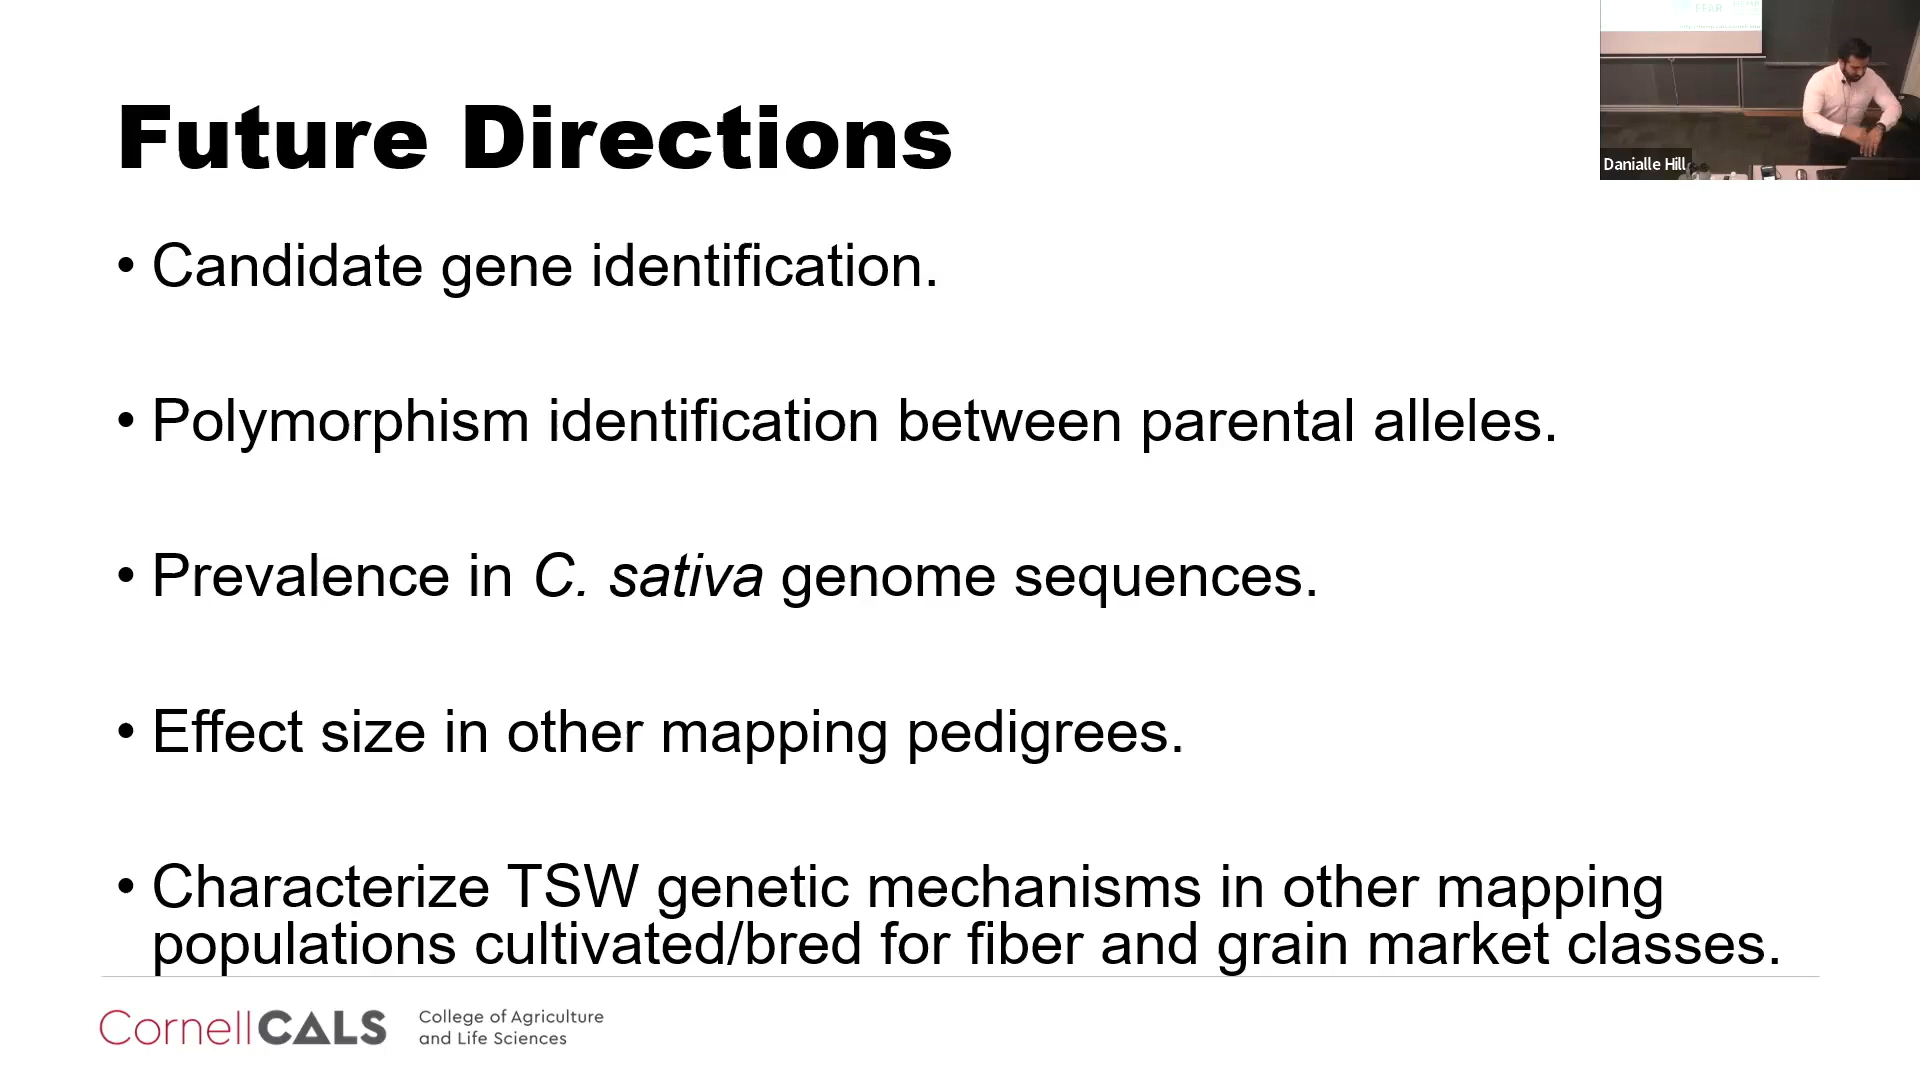 Future Directions
• Candidate gene identification.
• Polymorphism identification between parental alleles.
• Prevalence in C. sativa genome sequences.
• Effect size in other mapping pedigrees.
• Characterize TSW genetic mechanisms in other mapping
populations cultivated/bred for fiber and grain market classes.
CornellCALS
College of Agriculture
and Life Sciences
FFAR
Danialle Hill